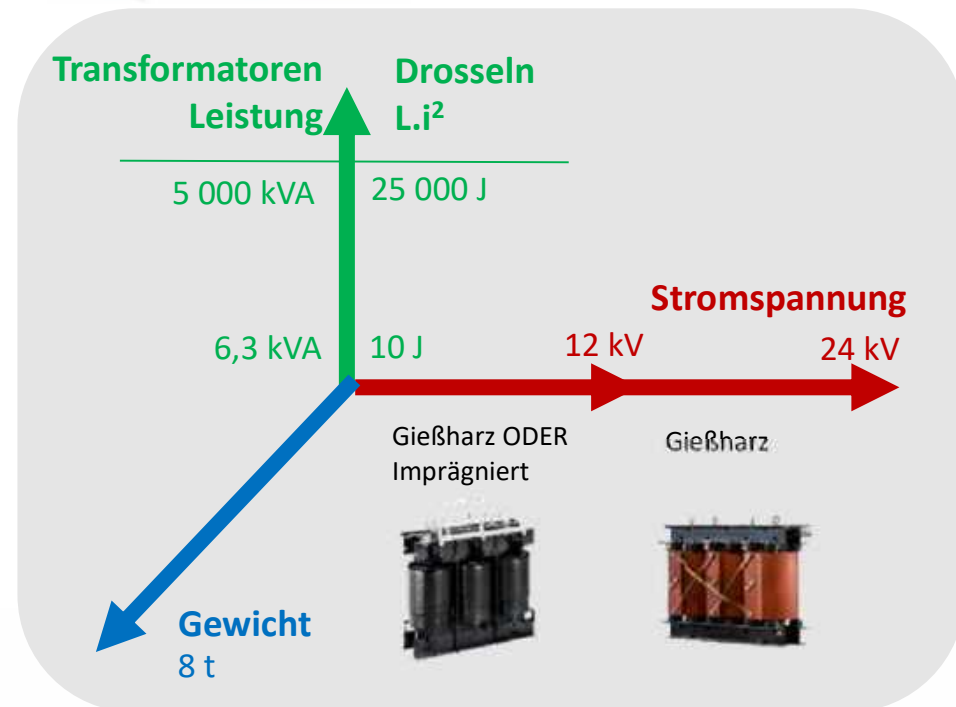 Transformatoren
Leistung
Drosseln
L.i²
5 000 kVA
25 000 J
6,3 kVA
10 J
Stromspannung
12 kV
24 kV
Gießharz ODER
Imprägniert
Gießharz
Gewicht
8 t